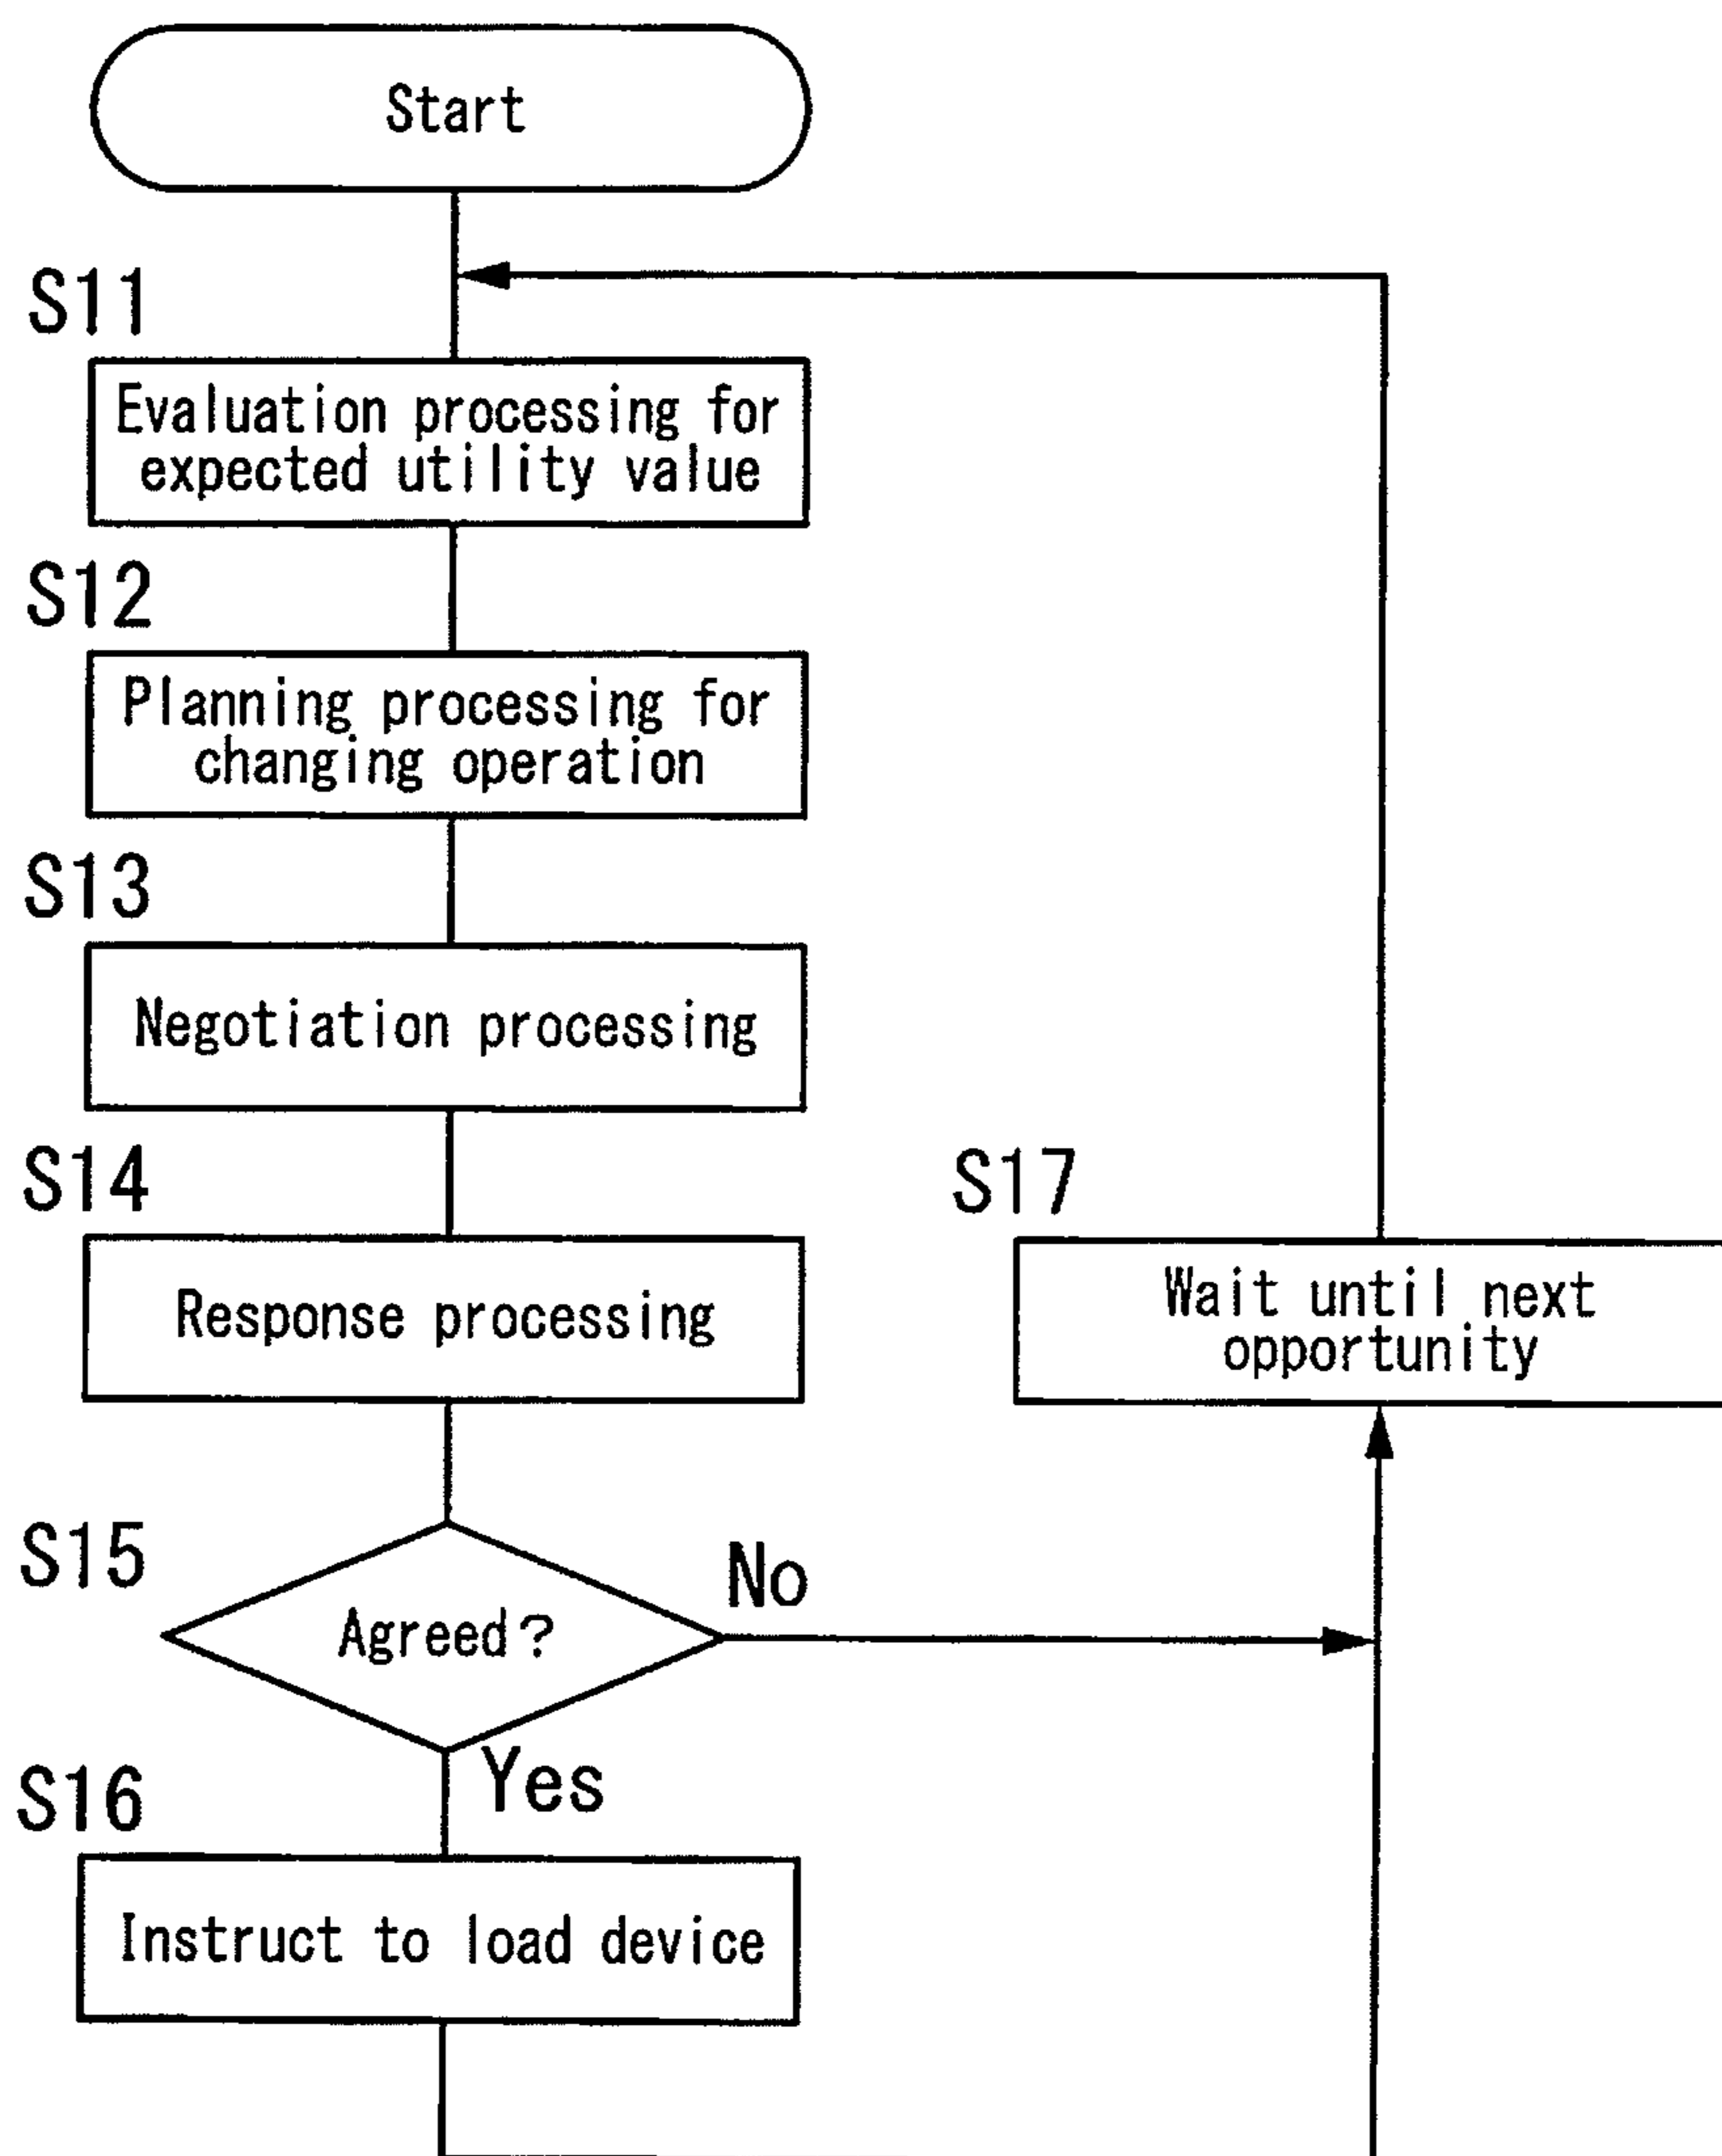 Start
S11
Evaluation processing for
expected utility value
S12
Planning processing for
changing operation
S13
Negotiation processing
S14
Response processing
S17
Wait until next
opportunity
S15
Agreed?
No
Yes
S16
Instruct to load device